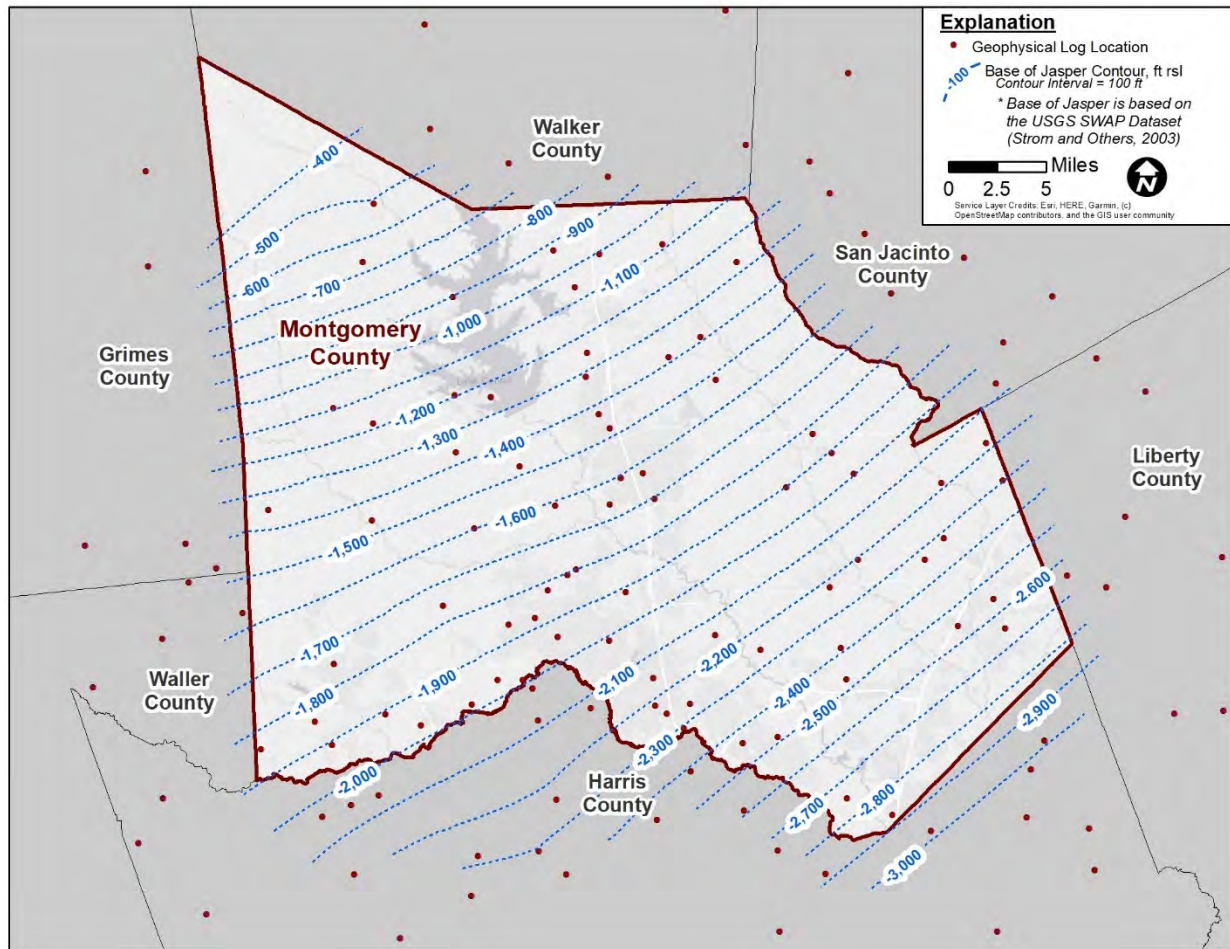 Explanation
Geophysical Log Location
-100
Base of Jasper Contour, ft rsl
Contour Interval = 100 ft
* Base of Jasper is based on
the USGS SWAP Dataset
(Strom and Others, 2003)
Miles
0 2.5 5
N
Service Layer Credits: Esri, HERE, Garmin, (c)
OpenStreetMap contributors, and the GIS user community
Walker
County
San Jacinto
County
Montgomery
County
Grimes
County
Liberty
County
Waller
County
Harris
County
-400
-500
-600
-700
-800
-900
-1,000
-1,100
-1,200
-1,300
-1,400
-1,500
-1,600
-1,700
-1,800
-1,900
-2,000
-2,100
-2,200
-2,300
-2,400
-2,500
-2,600
-2,700
-2,800
-2,900
-3,000